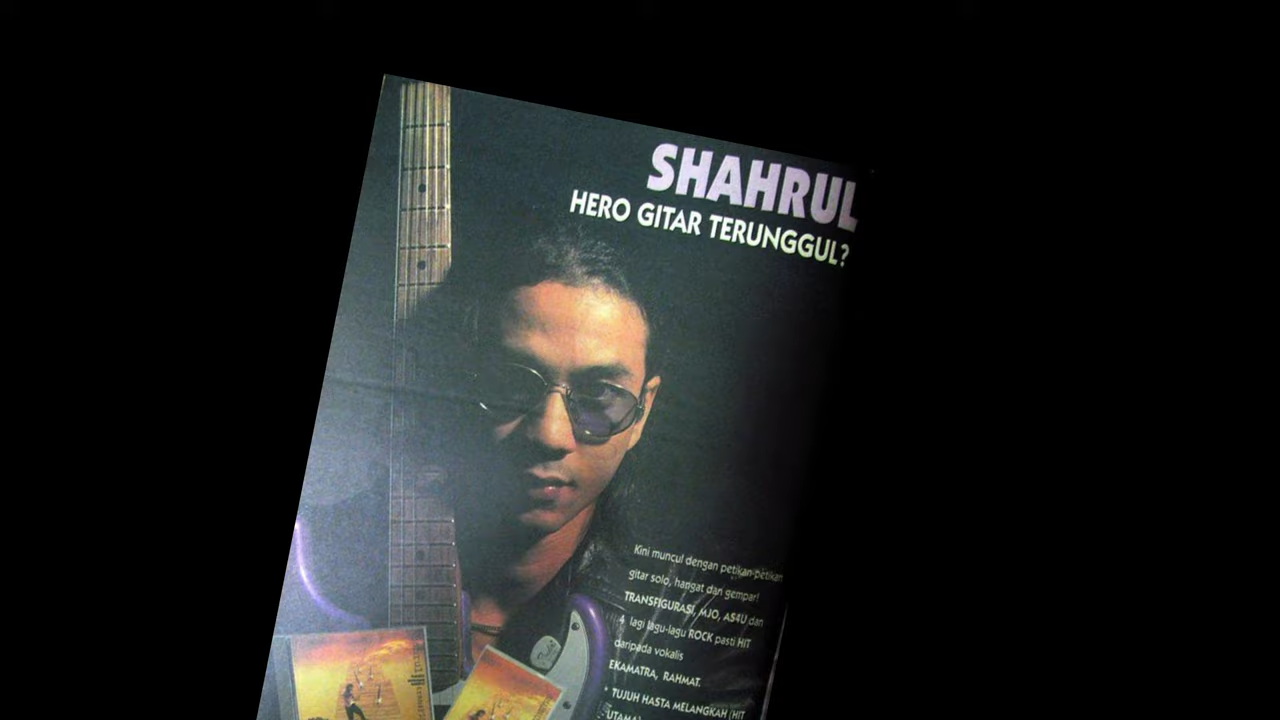 SHAHRUL
HERO GITAR TERUNGGUL?
Kini muncul dengan petikan-petikan
gitar solo, hangat dan gempar!
TRANSFIGURASI, MJO, AS4U dan
4 lagi lagu-lagu ROCK pasti HIT
daripada vokalis
EKAMATRA, RAHMAT.
* TUJUH HASTA MELANGKAH (HIT
UTAMA)